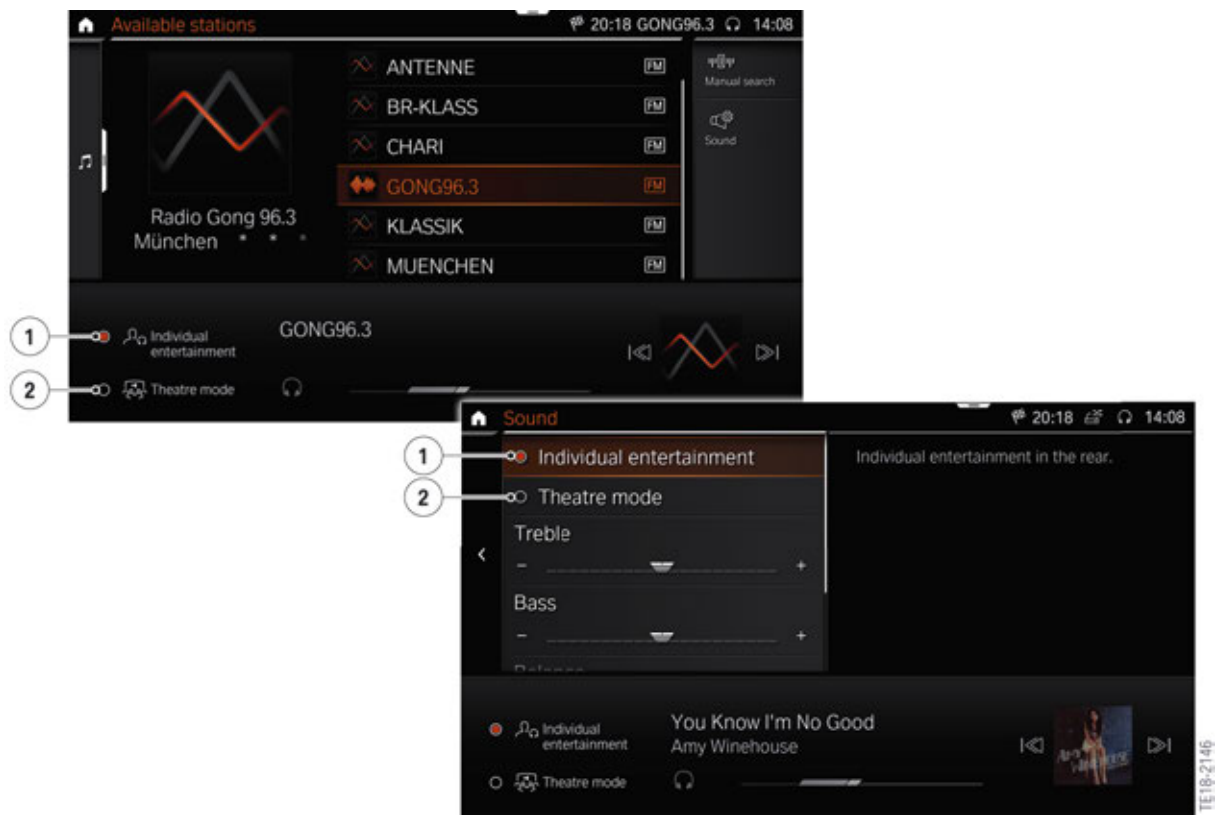 Available stations
20:18 GONG96.3 14:08
ANTENNE FM
Manual search
BR-KLASS FM
Sound
CHARI FM
GONG96.3 FM
Radio Gong 96.3
München
KLASSIK FM
MUENCHEN FM
1
Individual
entertainment
GONG96.3
2
Theatre mode
Sound
20:18 14:08
1
Individual entertainment
Individual entertainment in the rear.
2
Theatre mode
Treble
- +
Bass
- +
Balance
Individual
entertainment
You Know I'm No Good
Amy Winehouse
Theatre mode
AMY WINEHOUSE
TE18-2146